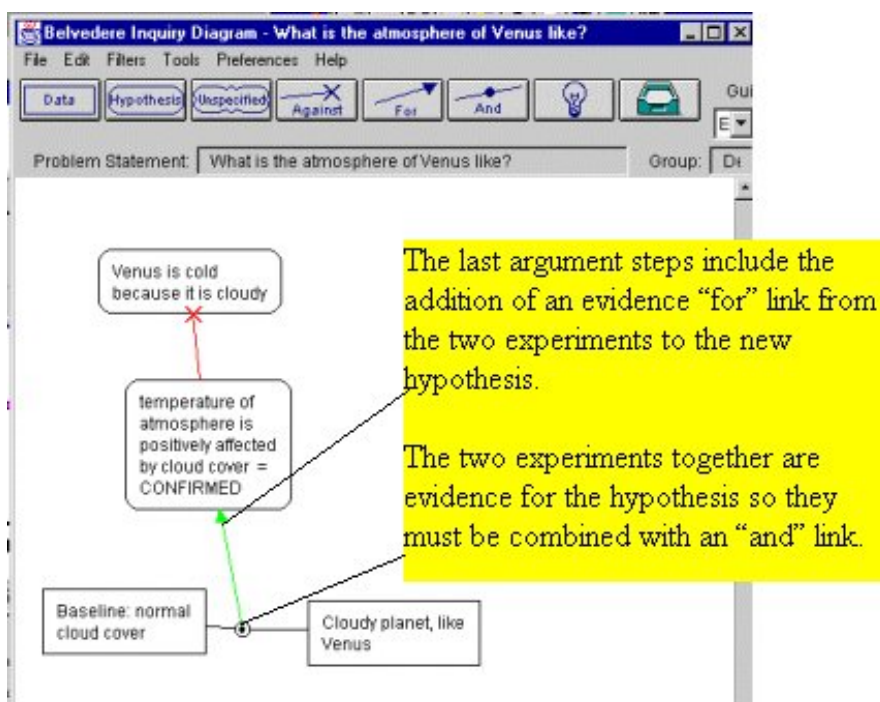 Belvedere Inquiry Diagram - What is the atmosphere of Venus like?
File Edit Filters Tools Preferences Help
Data Hypothesis Unspecified Against For And
Gui
E
Problem Statement: What is the atmosphere of Venus like? Group: De
Venus is cold
because it is cloudy
The last argument steps include the
addition of an evidence “for” link from
the two experiments to the new
hypothesis.
temperature of
atmosphere is
positively affected
by cloud cover =
CONFIRMED
The two experiments together are
evidence for the hypothesis so they
must be combined with an “and” link.
Baseline: normal
cloud cover
Cloudy planet, like
Venus